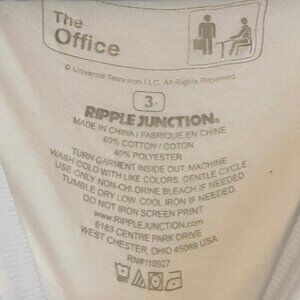 The
Office
© Universal Television LLC. All Rights Reserved.
3
RIPPLE JUNCTION®
MADE IN CHINA / FABRIQUE EN CHINE
60% COTTON / COTON
40% POLYESTER
TURN GARMENT INSIDE OUT. MACHINE
WASH COLD WITH LIKE COLORS. GENTLE CYCLE.
USE ONLY NON-CHLORINE BLEACH IF NEEDED.
TUMBLE DRY LOW. COOL IRON IF NEEDED.
DO NOT IRON SCREEN PRINT.
www.RIPPLEJUNCTION.com
6183 CENTRE PARK DRIVE
WEST CHESTER, OHIO 45069 USA
RN#110927